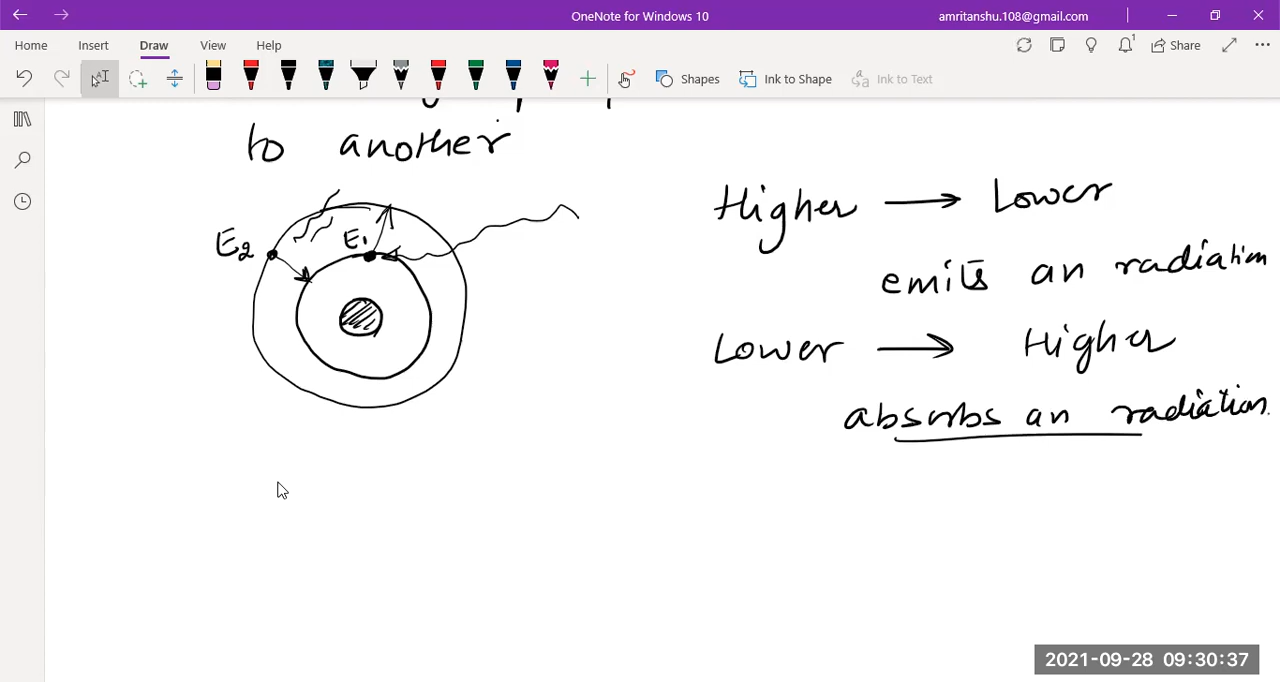 OneNote for Windows 10
amritanshu.108@gmail.com
Home Insert Draw View Help
Share
Shapes Ink to Shape Ink to Text
to another
Higher → Lower
E2
E1
emits an radiation
Lower → Higher
absorbs an radiation.
2021-09-28 09:30:37